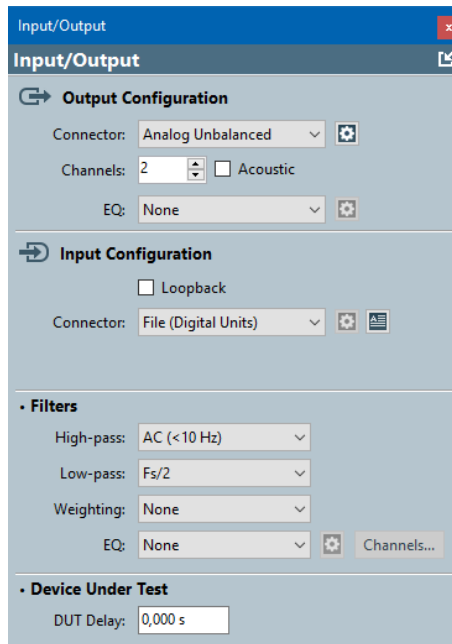 Input/Output
Input/Output
Output Configuration
Connector: Analog Unbalanced
Channels: 2 Acoustic
EQ: None
Input Configuration
Loopback
Connector: File (Digital Units)
• Filters
High-pass: AC (<10 Hz)
Low-pass: Fs/2
Weighting: None
EQ: None Channels...
• Device Under Test
DUT Delay: 0,000 s